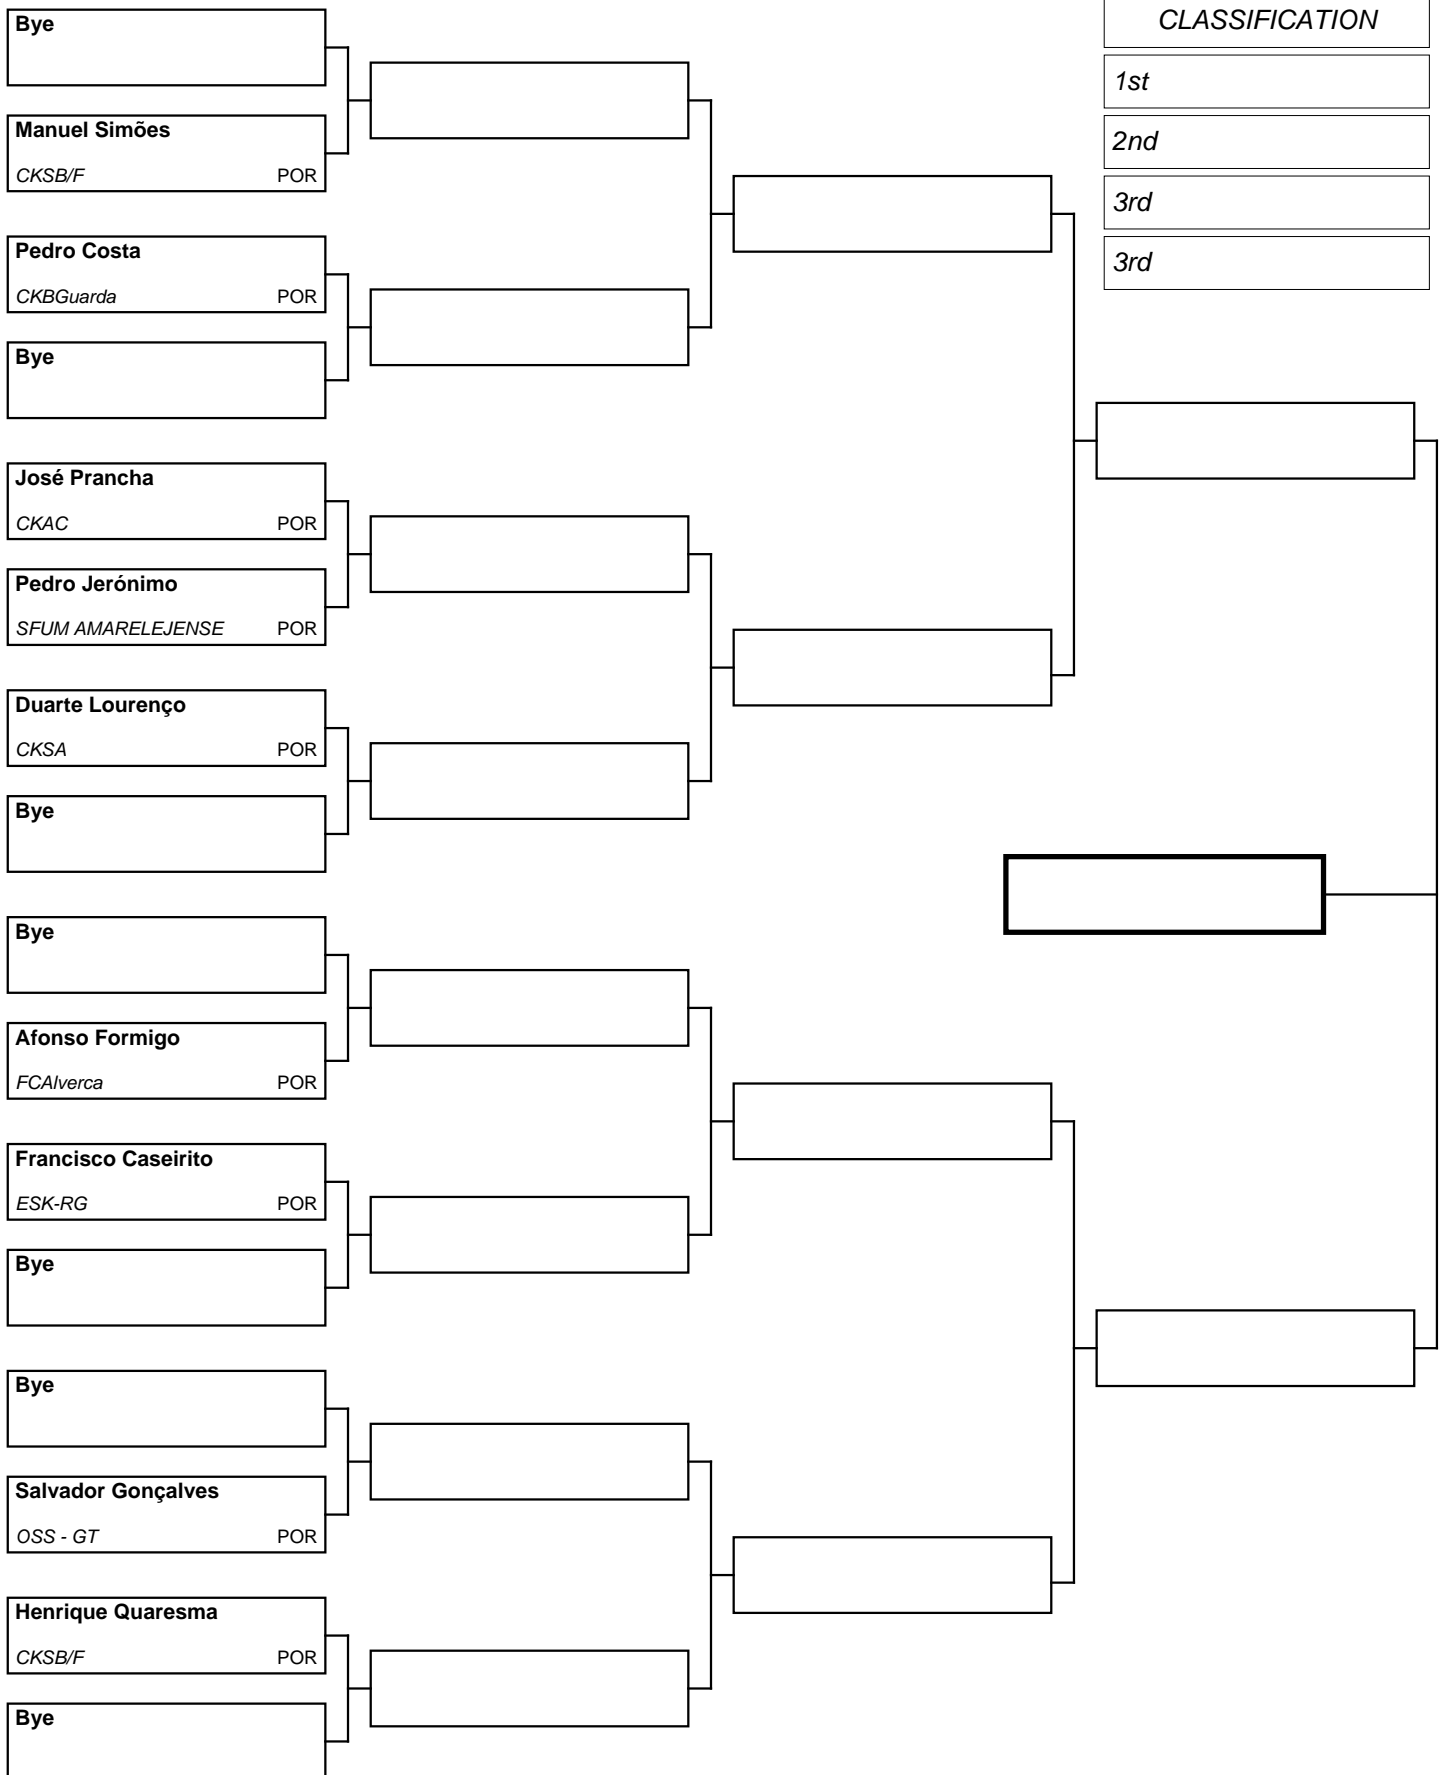 Bye
Manuel Simões
CKSB/F POR
Pedro Costa
CKBGuarda POR
Bye
José Prancha
CKAC POR
Pedro Jerónimo
SFUM AMARELEJENSE POR
Duarte Lourenço
CKSA POR
Bye
Bye
Afonso Formigo
FCAlverca POR
Francisco Caseirito
ESK-RG POR
Bye
Bye
Salvador Gonçalves
OSS - GT POR
Henrique Quaresma
CKSB/F POR
Bye
CLASSIFICATION
1st
2nd
3rd
3rd